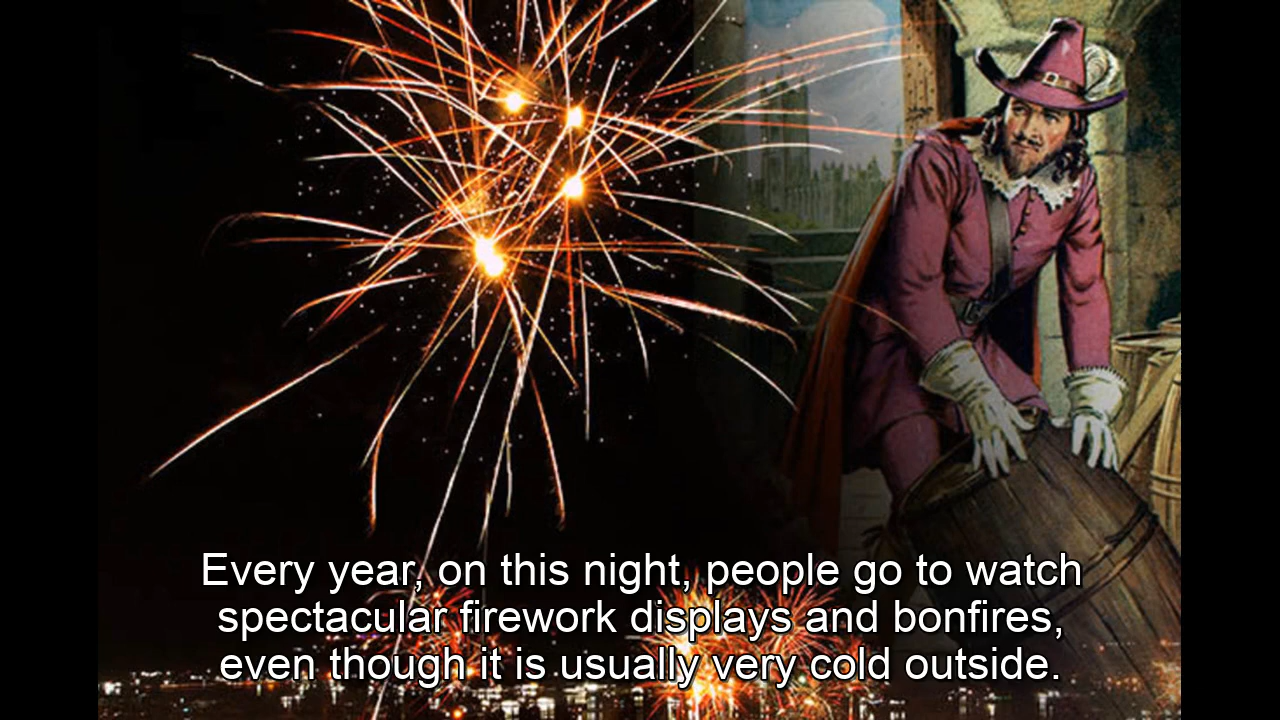 Every year, on this night, people go to watch
spectacular firework displays and bonfires,
even though it is usually very cold outside.